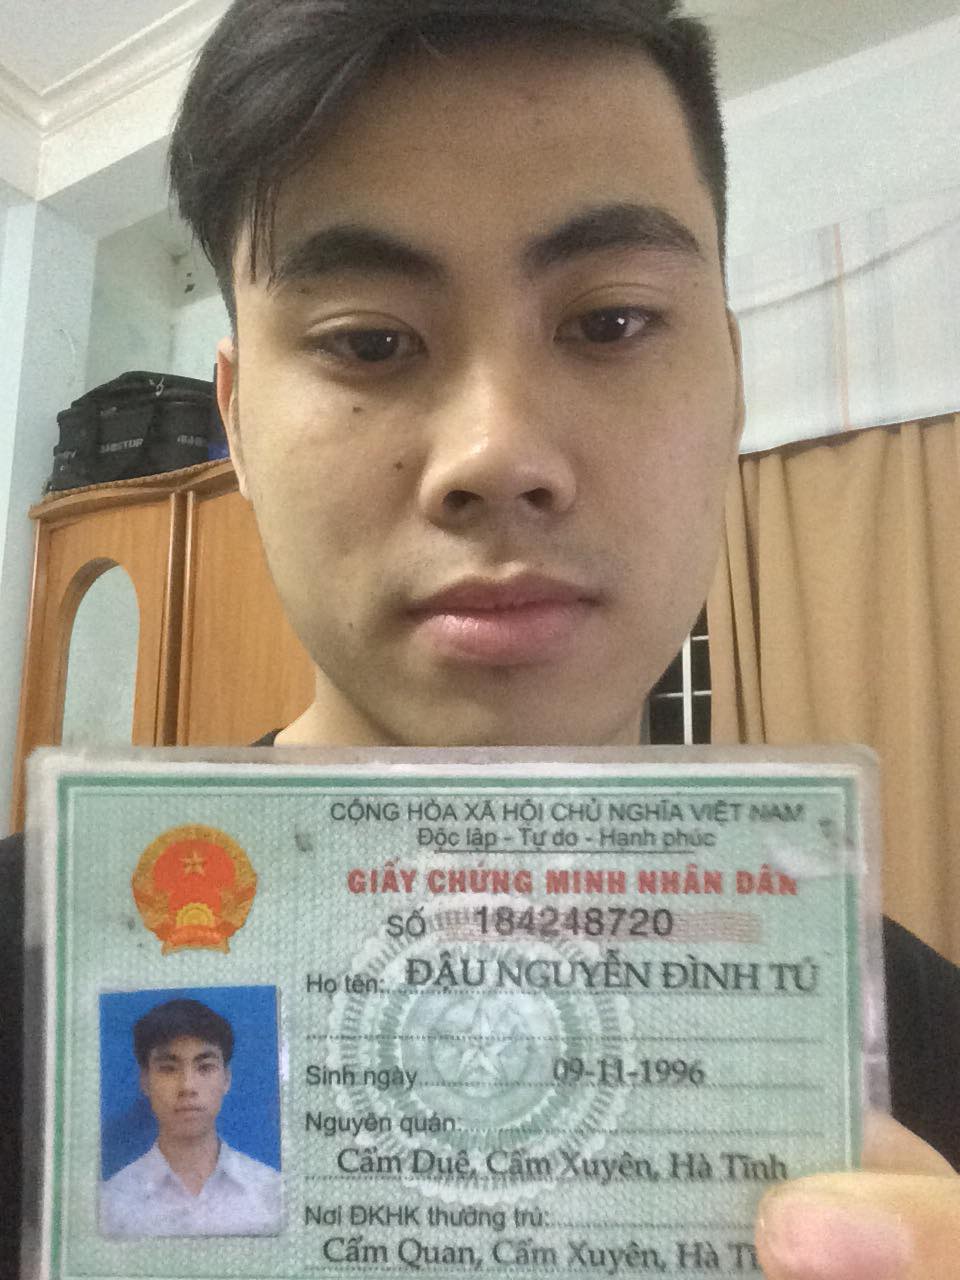 CỘNG HÒA XÃ HỘI CHỦ NGHĨA VIỆT NAM
Độc lập - Tự do - Hạnh phúc
GIẤY CHỨNG MINH NHÂN DÂN
SỐ 184248720
Họ tên: ĐẬU NGUYỄN ĐÌNH TÚ
Sinh ngày 09-11-1996
Nguyên quán:
Cẩm Duệ, Cẩm Xuyên, Hà Tĩnh
Nơi ĐKHK thường trú:
Cẩm Quan, Cẩm Xuyên, Hà